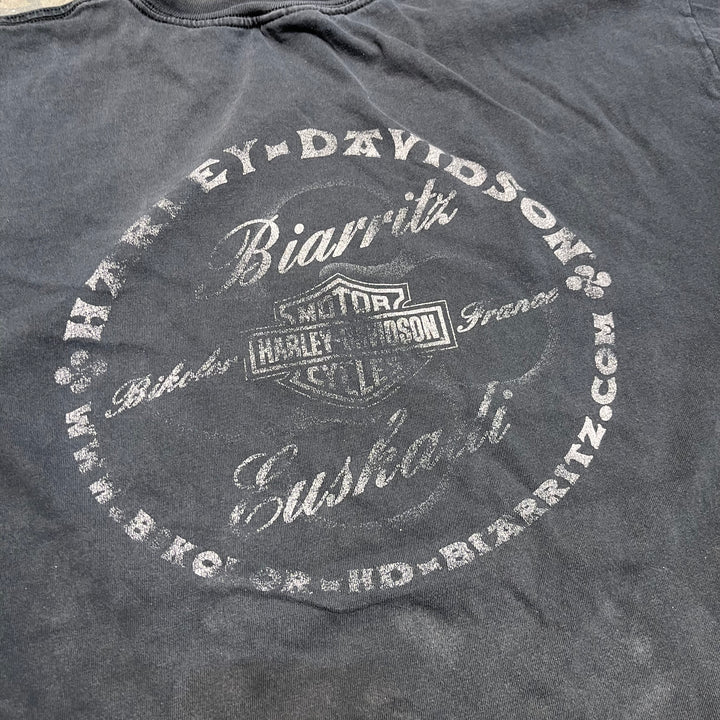 HARLEY-DAVIDSON
Biarritz
MOTOR
HARLEY-DAVIDSON
CYCLES
Bikolor
France
Euskadi
WWW.BIKOLOR-HD-BIARRITZ.COM